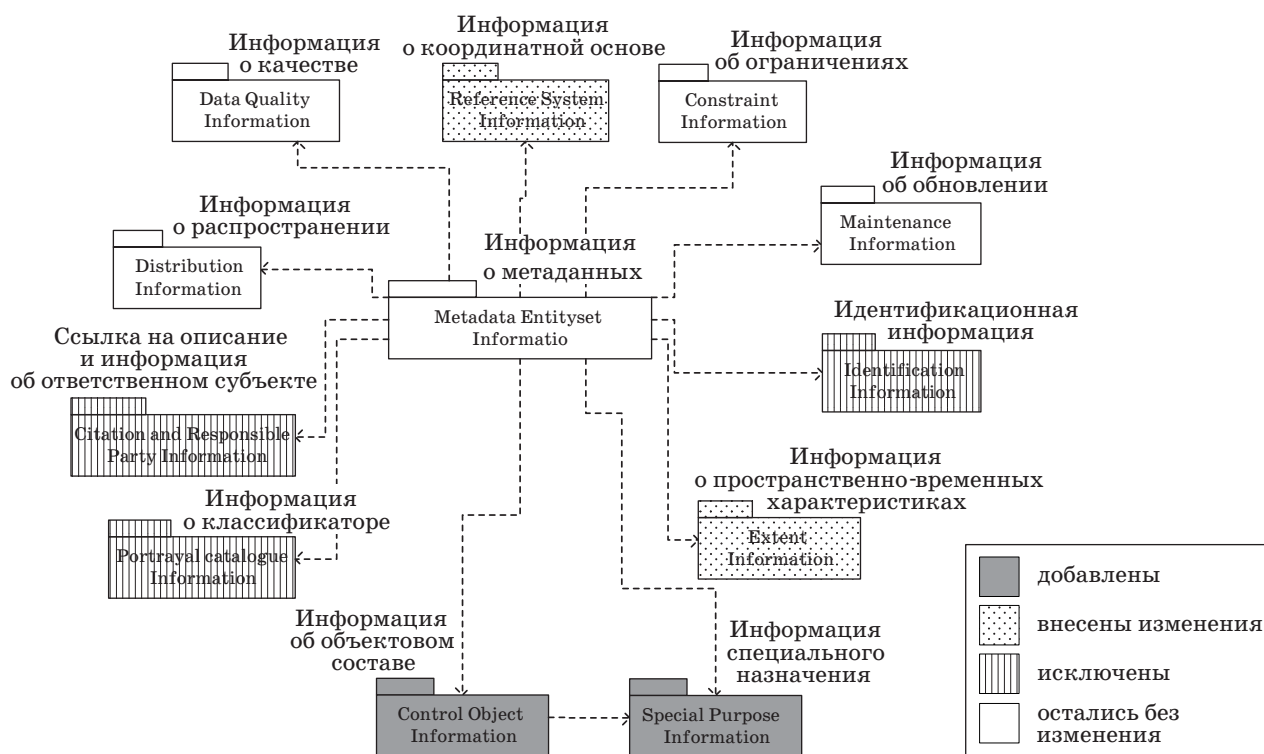 Информация
о качестве
Data Quality
Information
Информация
о координатной основе
Reference System
Information
Информация
об ограничениях
Constraint
Information
Информация
об обновлении
Maintenance
Information
Информация
о распространении
Distribution
Information
Информация
о метаданных
Metadata Entityset
Informatio
Идентификационная
информация
Identification
Information
Ссылка на описание
и информация
об ответственном субъекте
Citation and Responsible
Party Information
Информация
о пространственно-временных
характеристиках
Extent
Information
Информация
о классификаторе
Portrayal catalogue
Information
Информация
об объектовом
составе
Control Object
Information
Информация
специального
назначения
Special Purpose
Information
добавлены
внесены изменения
исключены
остались без
изменения